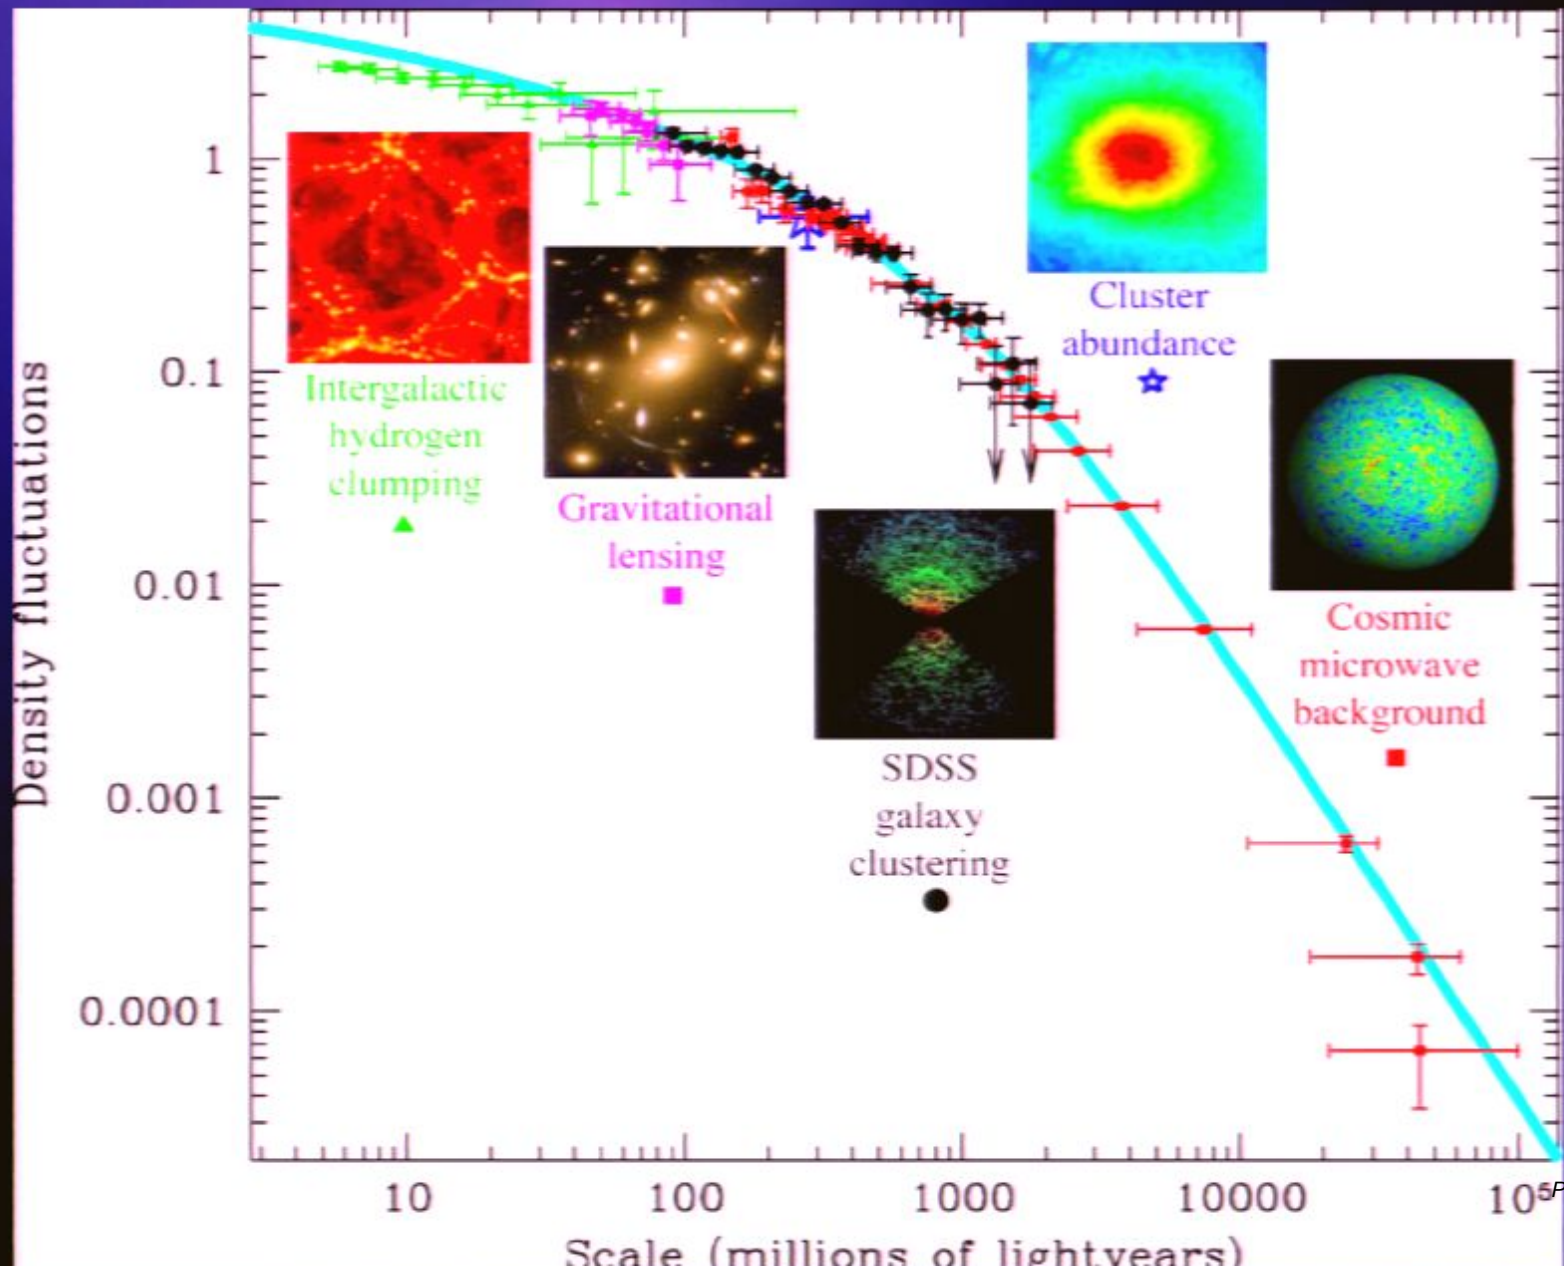 Density fluctuations
1
0.1
0.01
0.001
0.0001
Intergalactic
hydrogen
clumping
Gravitational
lensing
SDSS
galaxy
clustering
Cluster
abundance
Cosmic
microwave
background
10
100
1000
10000
10⁵
P
Scale (millions of lightyears)